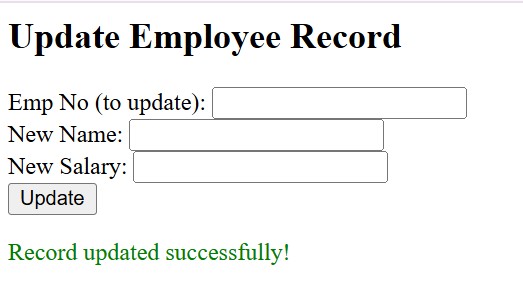 Update Employee Record
Emp No (to update):
New Name:
New Salary:
Update
Record updated successfully!